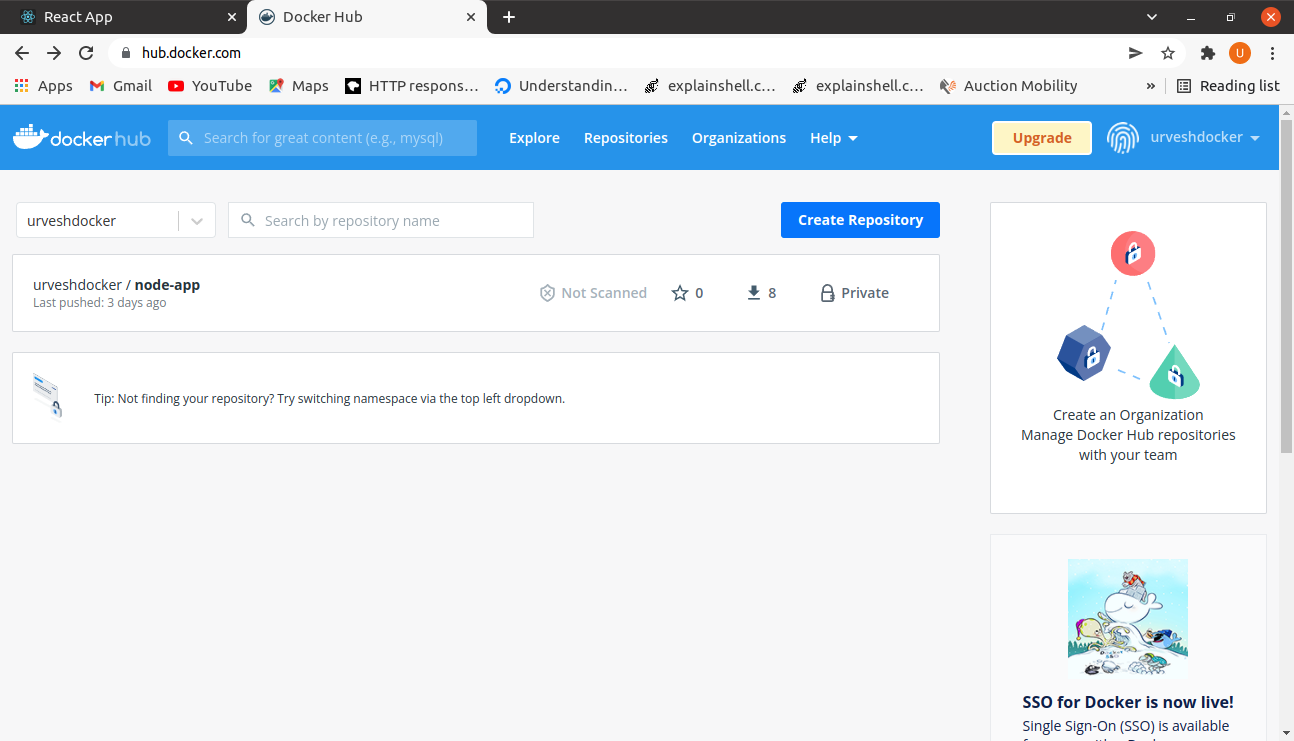 React App
Docker Hub
hub.docker.com
U
Apps
Gmail
YouTube
Maps
HTTP respons...
Understandin...
explainshell.c...
explainshell.c...
Auction Mobility
»
Reading list
docker hub
Search for great content (e.g., mysql)
Explore
Repositories
Organizations
Help
Upgrade
urveshdocker
urveshdocker
Search by repository name
Create Repository
urveshdocker / node-app
Last pushed: 3 days ago
Not Scanned
0
8
Private
Tip: Not finding your repository? Try switching namespace via the top left dropdown.
Create an Organization
Manage Docker Hub repositories
with your team
SSO for Docker is now live!
Single Sign-On (SSO) is available